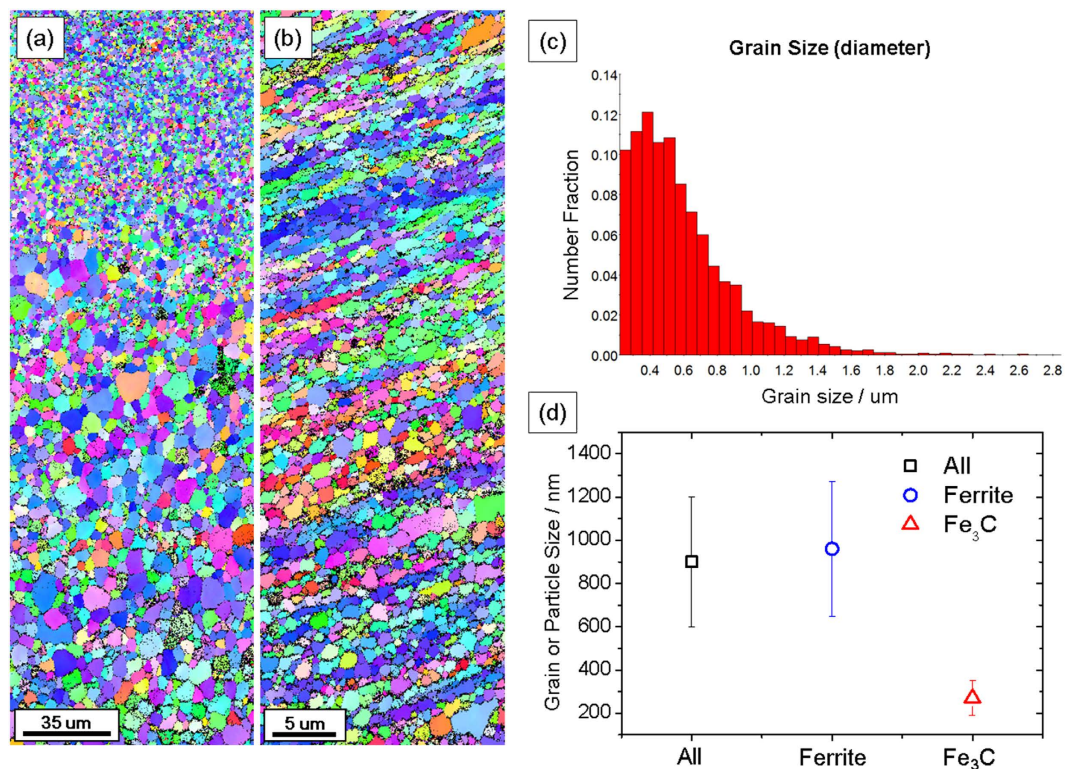 (a)
35 um
(b)
5 um
(c)
Grain Size (diameter)
0.14
0.12
0.10
0.08
0.06
0.04
0.02
0.00
Number Fraction
0.4 0.6 0.8 1.0 1.2 1.4 1.6 1.8 2.0 2.2 2.4 2.6 2.8
Grain size / um
(d)
1400
1200
1000
800
600
400
200
Grain or Particle Size / nm
All
Ferrite
Fe₃C
All Ferrite Fe₃C